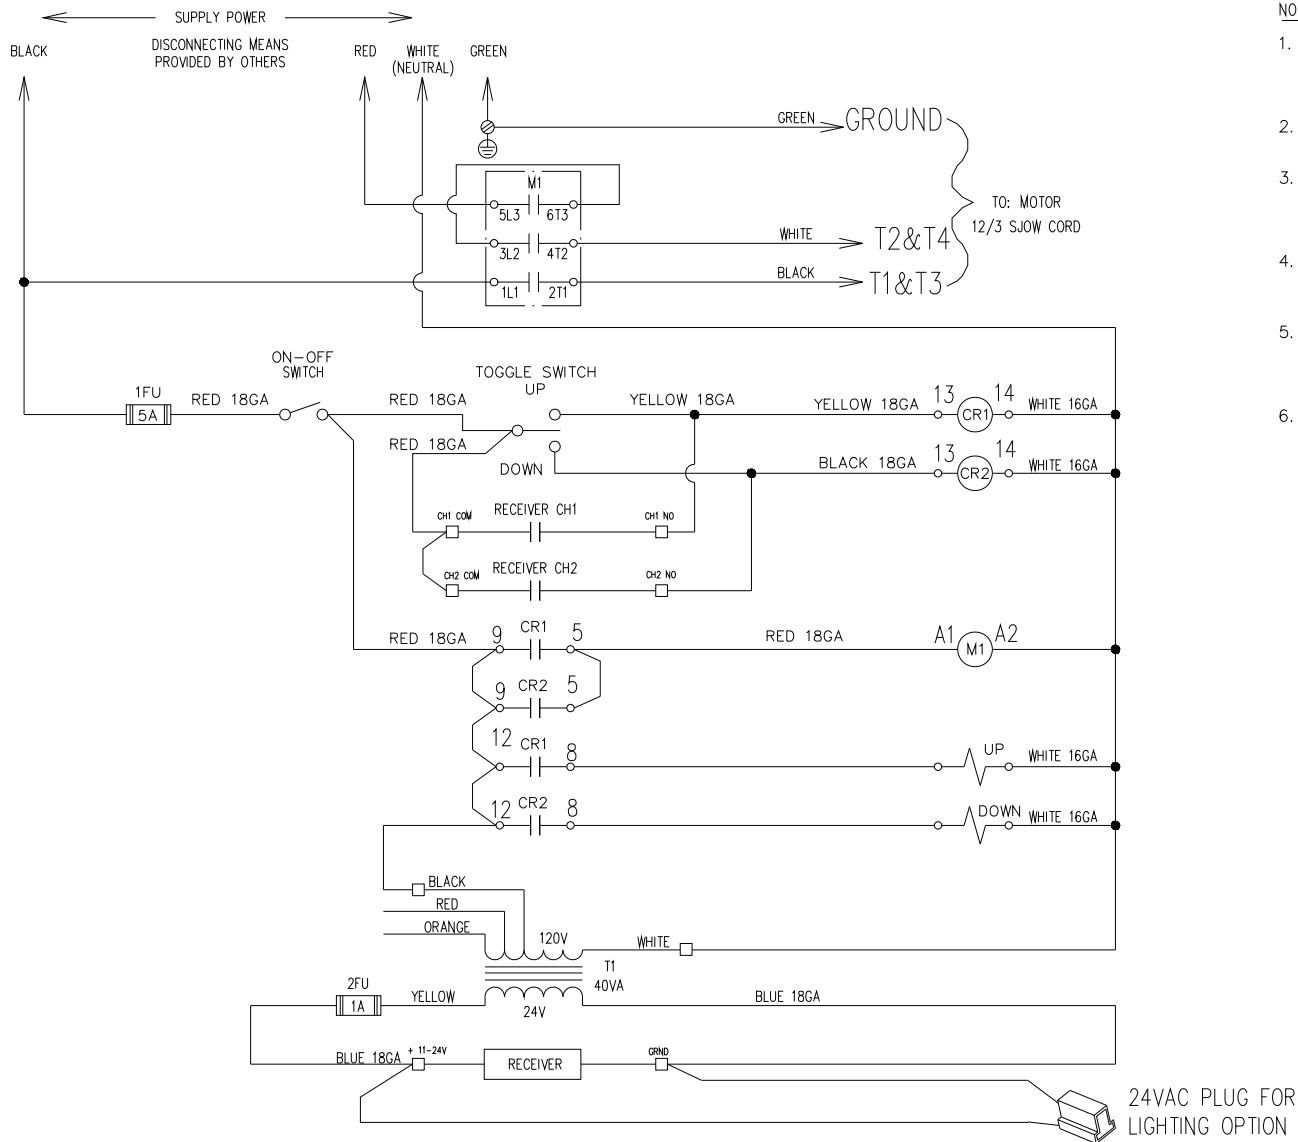 SUPPLY POWER
NO
BLACK
DISCONNECTING MEANS
PROVIDED BY OTHERS
RED
WHITE
(NEUTRAL)
GREEN
1.
GREEN
GROUND
2.
M1
5L3
6T3
3.
TO: MOTOR
12/3 SJOW CORD
3L2
4T2
WHITE
T2&T4
4.
1L1
2T1
BLACK
T1&T3
5.
ON-OFF
SWITCH
TOGGLE SWITCH
UP
1FU
5A
RED 18GA
RED 18GA
YELLOW 18GA
YELLOW 18GA
13
CR1
14
WHITE 16GA
6.
RED 18GA
DOWN
BLACK 18GA
13
CR2
14
WHITE 16GA
CH1 COM
RECEIVER CH1
CH1 NO
CH2 COM
RECEIVER CH2
CH2 NO
RED 18GA
9
CR1
5
RED 18GA
A1
M1
A2
9
CR2
5
12
CR1
8
UP
WHITE 16GA
12
CR2
8
DOWN
WHITE 16GA
BLACK
RED
ORANGE
120V
WHITE
T1
40VA
2FU
1A
YELLOW
24V
BLUE 18GA
BLUE 18GA
+ 11-24V
RECEIVER
GRND
24VAC PLUG FOR
LIGHTING OPTION